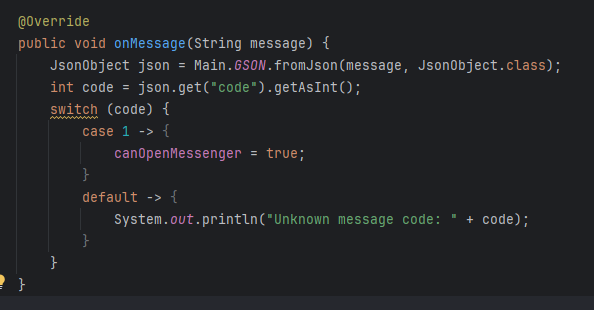 @Override
public void onMessage(String message) {
    JsonObject json = Main.GSON.fromJson(message, JsonObject.class);
    int code = json.get("code").getAsInt();
    switch (code) {
        case 1 -> {
            canOpenMessenger = true;
        }
        default -> {
            System.out.println("Unknown message code: " + code);
        }
    }
}